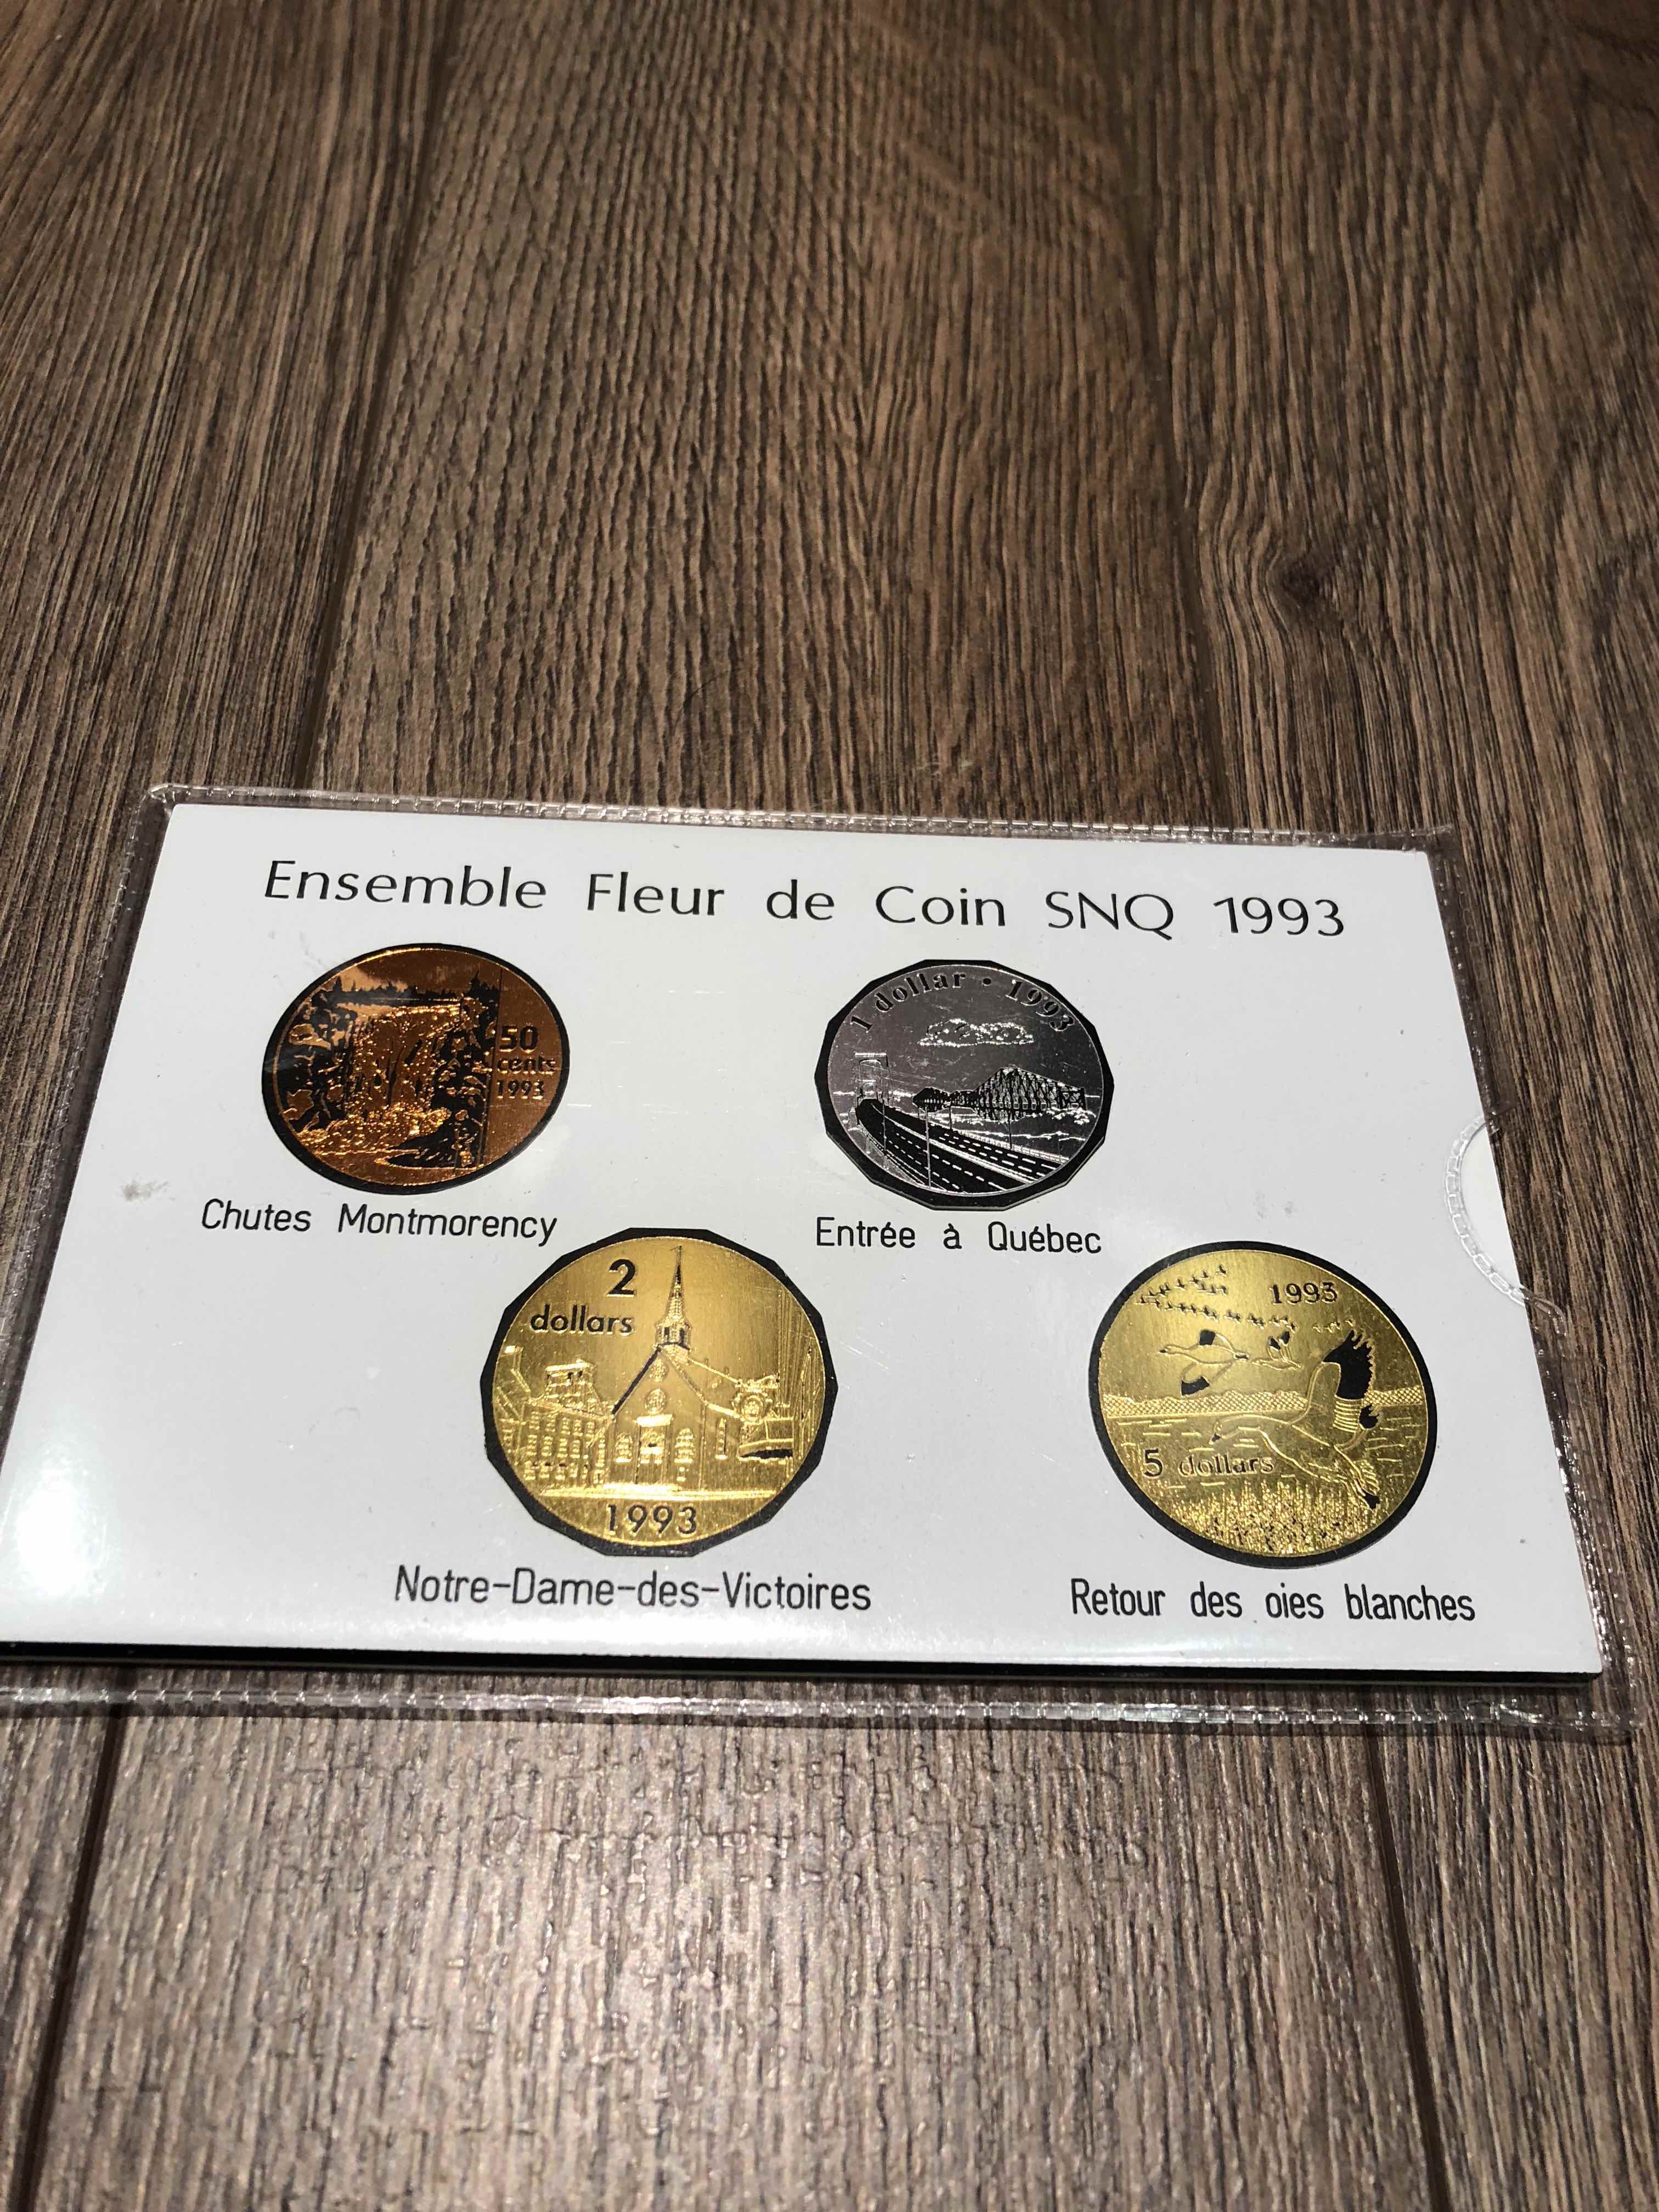 Ensemble Fleur de Coin SNQ 1993
50
cents
1993
Chutes Montmorency
1 dollar • 1993
Entrée à Québec
2
dollars
1993
Notre-Dame-des-Victoires
1993
5 dollars
Retour des oies blanches